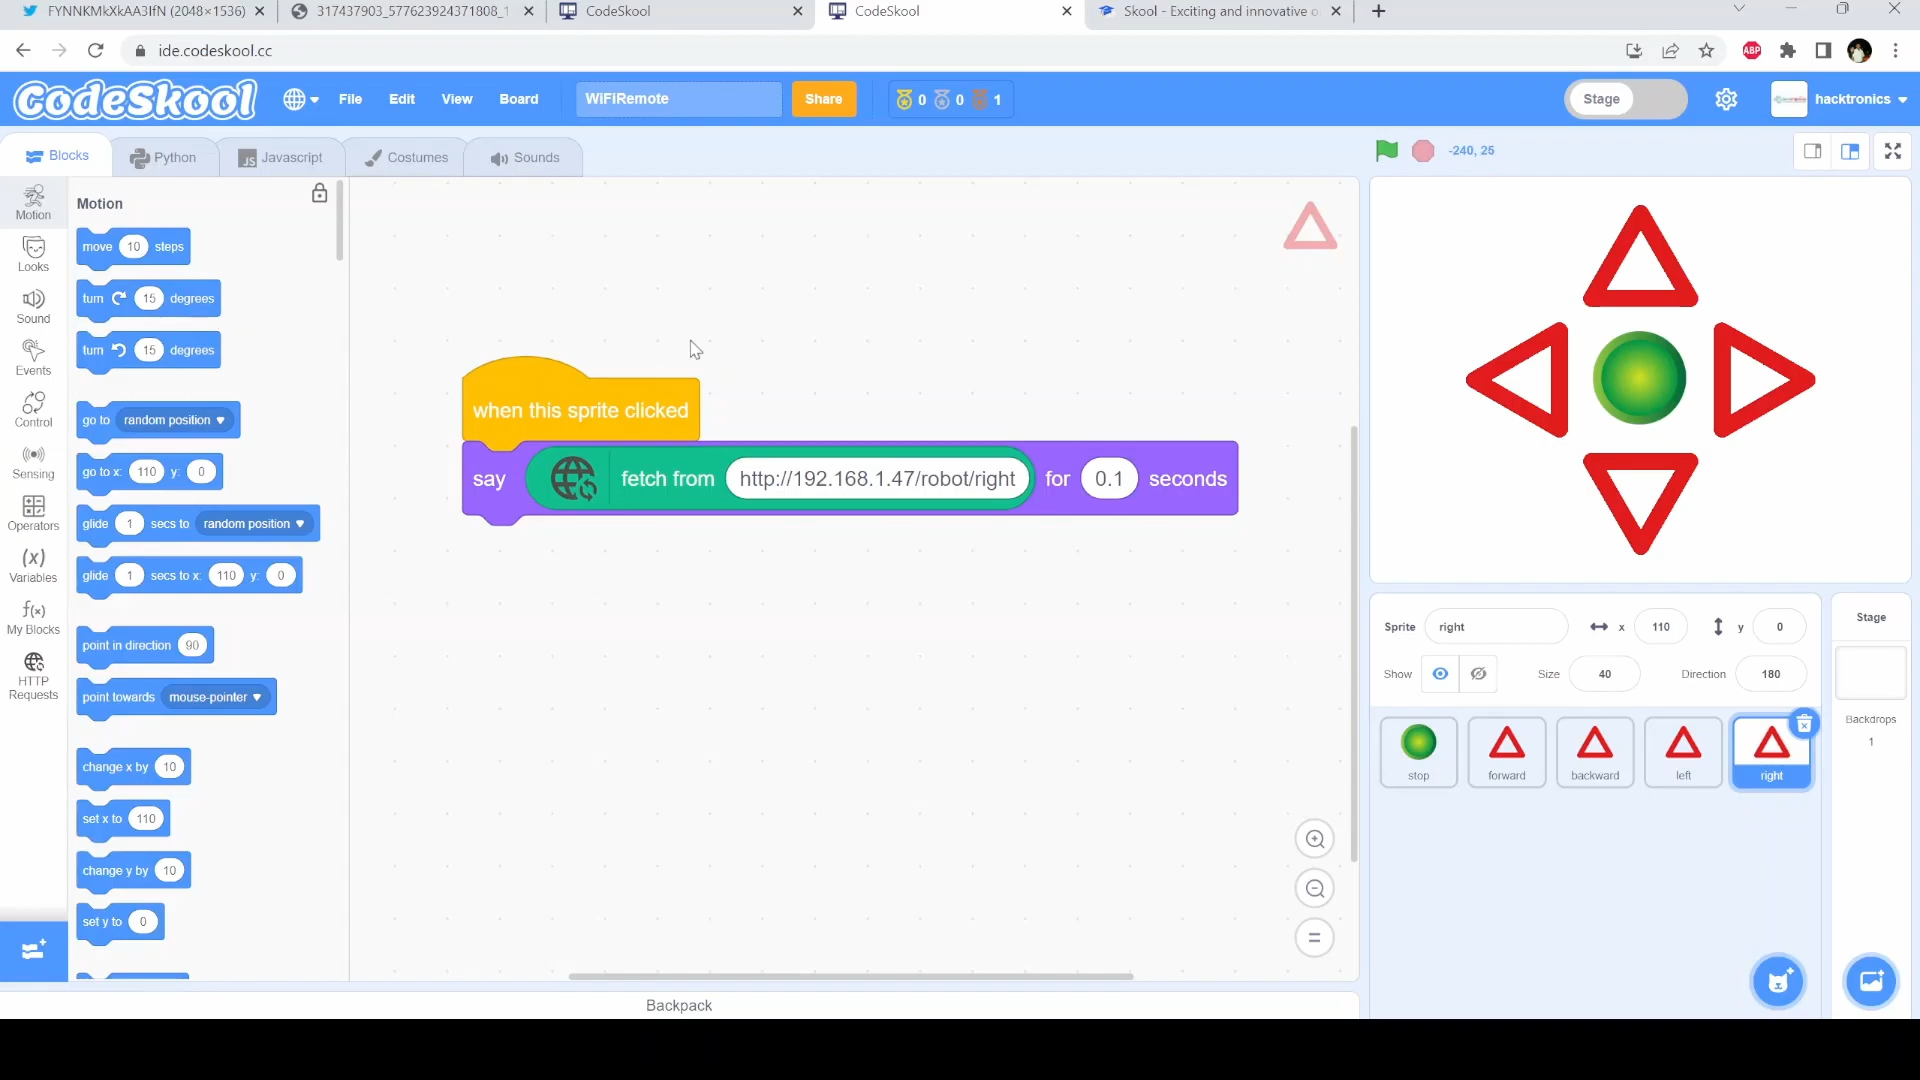 FYNNKMkXkAA3IfN (2048×1536)
317437903_577623924371808_1
CodeSkool
CodeSkool
Skool - Exciting and innovative o
ide.codeskool.cc
ABP
CodeSkool
File
Edit
View
Board
WiFiRemote
Share
0
0
1
Stage
hacktronics
Blocks
Python
JS Javascript
Costumes
Sounds
-240, 25
Motion
Looks
Sound
Events
Control
Sensing
Operators
(x)
Variables
f(x)
My Blocks
HTTP
Requests
Motion
move 10 steps
turn 15 degrees
turn 15 degrees
go to random position
go to x: 110 y: 0
glide 1 secs to random position
glide 1 secs to x: 110 y: 0
point in direction 90
point towards mouse-pointer
change x by 10
set x to 110
change y by 10
set y to 0
when this sprite clicked
say fetch from http://192.168.1.47/robot/right for 0.1 seconds
Backpack
Sprite right x 110 y 0
Show Size 40 Direction 180
stop
forward
backward
left
right
Stage
Backdrops
1